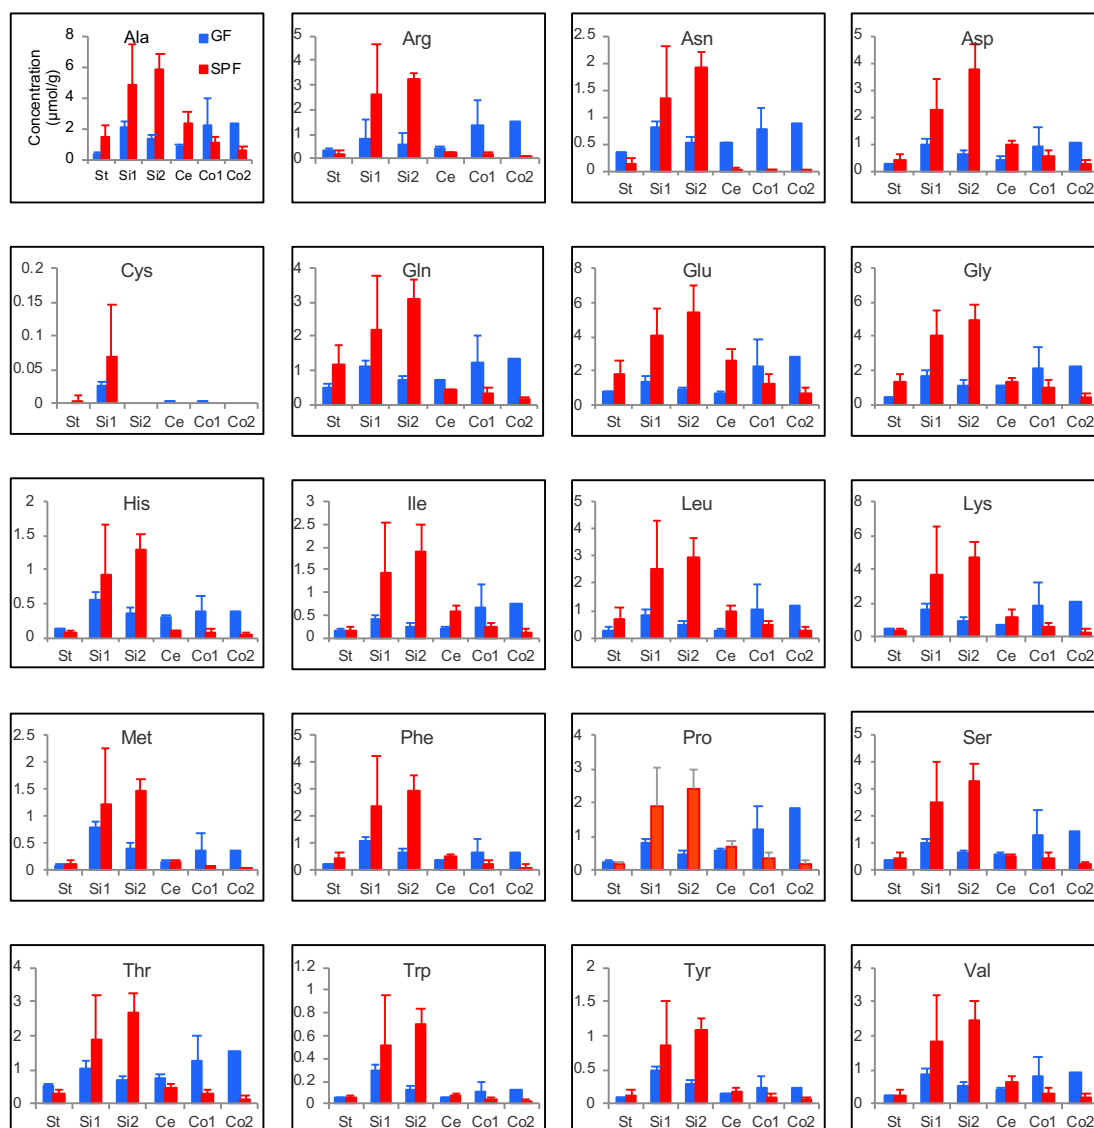 Ala
GF
SPF
Concentration
(μmol/g)
8
6
4
2
0
St Si1 Si2 Ce Co1 Co2
Arg
5
4
3
2
1
0
St Si1 Si2 Ce Co1 Co2
Asn
2.5
2
1.5
1
0.5
0
St Si1 Si2 Ce Co1 Co2
Asp
5
4
3
2
1
0
St Si1 Si2 Ce Co1 Co2
Cys
0.2
0.15
0.1
0.05
0
St Si1 Si2 Ce Co1 Co2
Gln
4
3
2
1
0
St Si1 Si2 Ce Co1 Co2
Glu
8
6
4
2
0
St Si1 Si2 Ce Co1 Co2
Gly
8
6
4
2
0
St Si1 Si2 Ce Co1 Co2
His
2
1.5
1
0.5
0
St Si1 Si2 Ce Co1 Co2
Ile
3
2.5
2
1.5
1
0.5
0
St Si1 Si2 Ce Co1 Co2
Leu
5
4
3
2
1
0
St Si1 Si2 Ce Co1 Co2
Lys
8
6
4
2
0
St Si1 Si2 Ce Co1 Co2
Met
2.5
2
1.5
1
0.5
0
St Si1 Si2 Ce Co1 Co2
Phe
5
4
3
2
1
0
St Si1 Si2 Ce Co1 Co2
Pro
4
3
2
1
0
St Si1 Si2 Ce Co1 Co2
Ser
5
4
3
2
1
0
St Si1 Si2 Ce Co1 Co2
Thr
4
3
2
1
0
St Si1 Si2 Ce Co1 Co2
Trp
1.2
1
0.8
0.6
0.4
0.2
0
St Si1 Si2 Ce Co1 Co2
Tyr
2
1.5
1
0.5
0
St Si1 Si2 Ce Co1 Co2
Val
4
3
2
1
0
St Si1 Si2 Ce Co1 Co2